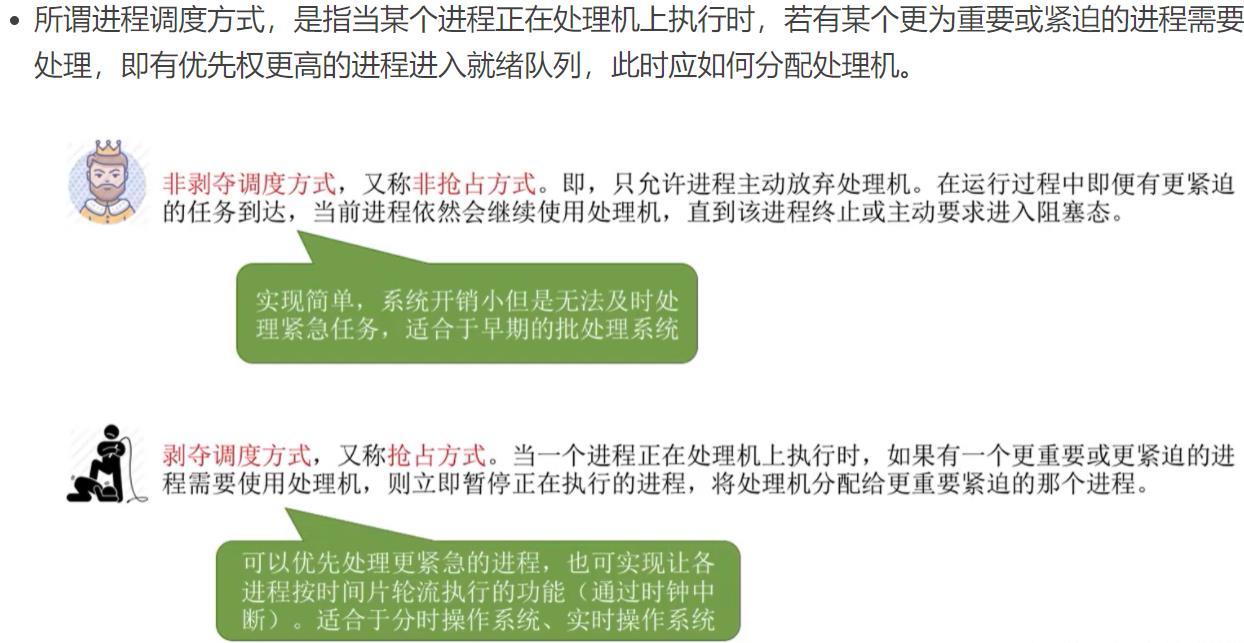 所谓进程调度方式，是指当某个进程正在处理机上执行时，若有某个更为重要或紧迫的进程需要
处理，即有优先权更高的进程进入就绪队列，此时应如何分配处理机。
非剥夺调度方式，又称非抢占方式。即，只允许进程主动放弃处理机。在运行过程中即便有更紧迫
的任务到达，当前进程依然会继续使用处理机，直到该进程终止或主动要求进入阻塞态。
实现简单，系统开销小但是无法及时处
理紧急任务，适合于早期的批处理系统
剥夺调度方式，又称抢占方式。当一个进程正在处理机上执行时，如果有一个更重要或更紧迫的进
程需要使用处理机，则立即暂停正在执行的进程，将处理机分配给更重要紧迫的那个进程。
可以优先处理更紧急的进程，也可实现让各
进程按时间片轮流执行的功能（通过时钟中
断）。适合于分时操作系统、实时操作系统